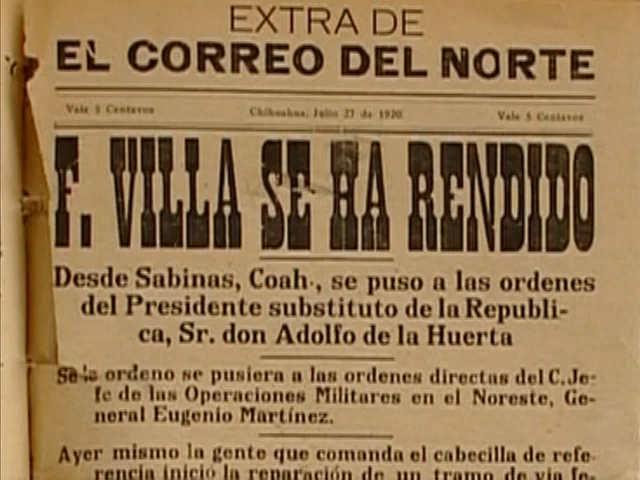 EXTRA DE
EL CORREO DEL NORTE
Vale 5 Centavos Chihuahua, Julio 27 de 1920 Vale 5 Centavos
F. VILLA SE HA RENDIDO
Desde Sabinas, Coah., se puso a las ordenes
del Presidente substituto de la Republi-
ca, Sr. don Adolfo de la Huerta
Se le ordeno se pusiera a las ordenes directas del C. Je-
fe de las Operaciones Militares en el Noreste, Ge-
neral Eugenio Martínez.
Ayer mismo la gente que comanda el cabecilla de refe-
rencia inició la reparación de un tramo de via fe-